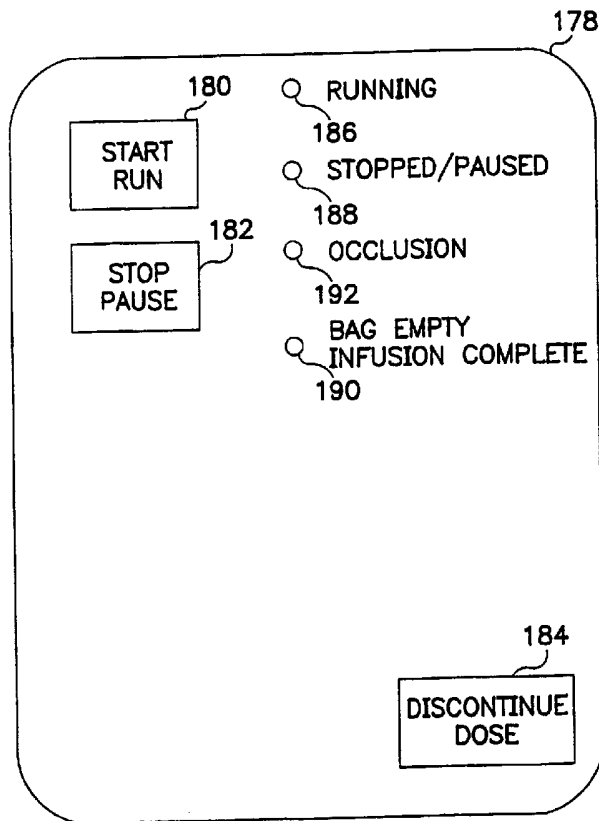 178
180
START
RUN
RUNNING
186
STOPPED/PAUSED
188
182
STOP
PAUSE
OCCLUSION
192
BAG EMPTY
INFUSION COMPLETE
190
184
DISCONTINUE
DOSE